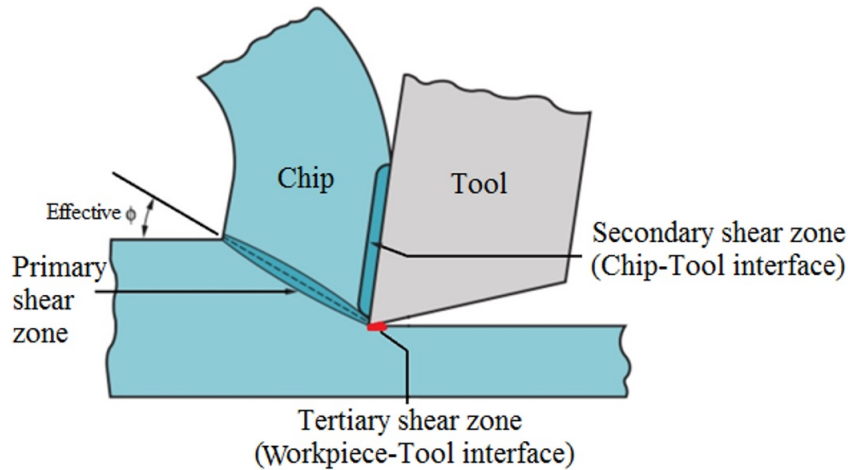 Chip
Tool
Effective ϕ
Primary
shear
zone
Secondary shear zone
(Chip-Tool interface)
Tertiary shear zone
(Workpiece-Tool interface)